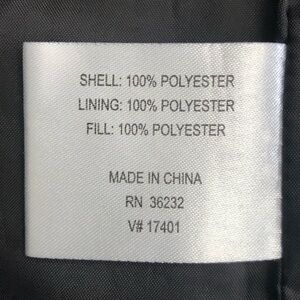 SHELL: 100% POLYESTER
LINING: 100% POLYESTER
FILL: 100% POLYESTER
MADE IN CHINA
RN 36232
V# 17401